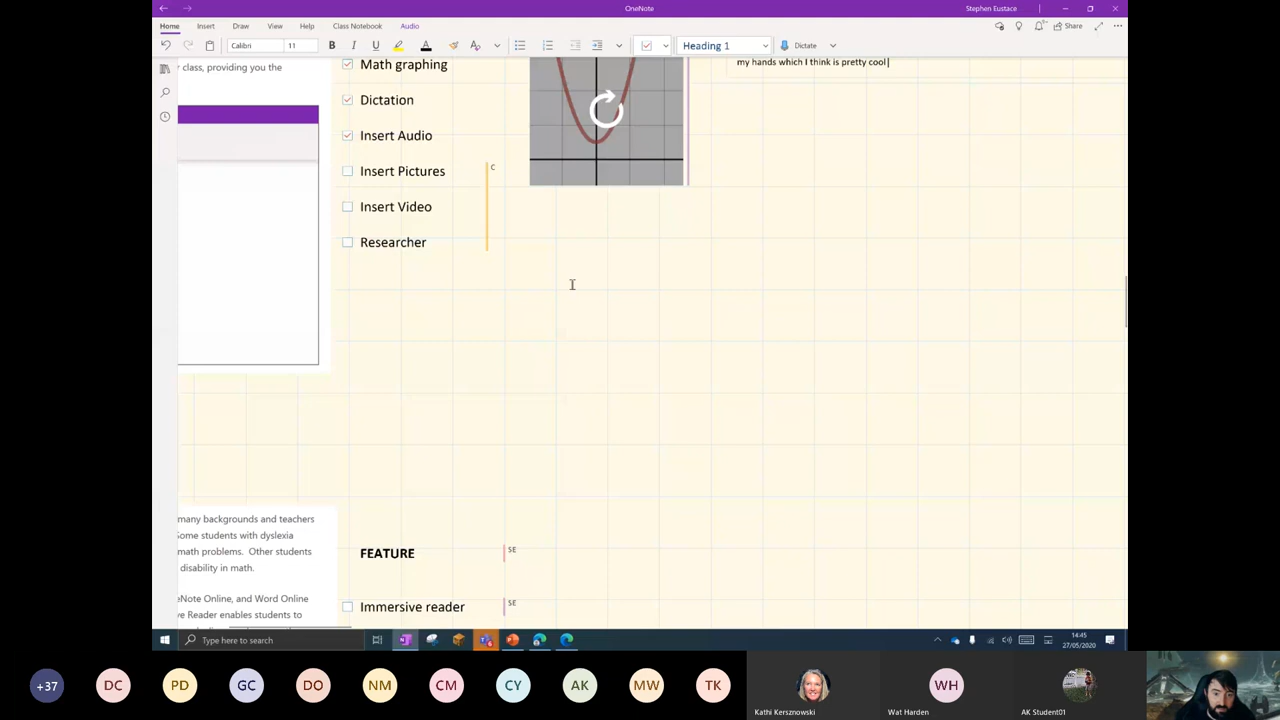 OneNote
Stephen Eustace
Home
Insert
Draw
View
Help
Class Notebook
Audio
Share
Calibri
11
B
I
U
A
Heading 1
Dictate
class, providing you the
Math graphing
Dictation
Insert Audio
Insert Pictures
C
Insert Video
Researcher
my hands which I think is pretty cool
many backgrounds and teachers
Some students with dyslexia
math problems. Other students
disability in math.
eNote Online, and Word Online
ve Reader enables students to
FEATURE
SE
Immersive reader
SE
Type here to search
14:45
27/05/2020
+37
DC
PD
GC
DO
NM
CM
CY
AK
MW
TK
Kathi Kersznowski
WH
Wat Harden
AK Student01